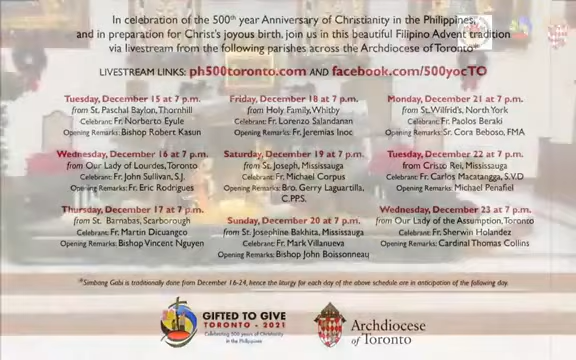 In celebration of the 500th year Anniversary of Christianity in the Philippines,
and in preparation for Christ's joyous birth, join us in this beautiful Filipino Advent tradition
via livestream from the following parishes across the Archdiocese of Toronto*
LIVESTREAM LINKS: ph500toronto.com AND facebook.com/500yocTO
Tuesday, December 15 at 7 p.m.
from St. Paschal Baylon, Thornhill
Celebrant: Fr. Norberto Eyule
Opening Remarks: Bishop Robert Kasun
Wednesday, December 16 at 7 p.m.
from Our Lady of Lourdes, Toronto
Celebrant: Fr. John Sullivan, S.J.
Opening Remarks: Fr. Eric Rodrigues
Thursday, December 17 at 7 p.m.
from St. Barnabas, Scarborough
Celebrant: Fr. Martin Dicuangco
Opening Remarks: Bishop Vincent Nguyen
Friday, December 18 at 7 p.m.
from Holy Family, Whitby
Celebrant: Fr. Lorenzo Salandanan
Opening Remarks: Fr. Jeremias Inoc
Saturday, December 19 at 7 p.m.
from St. Joseph, Mississauga
Celebrant: Fr. Michael Corpus
Opening Remarks: Bro. Gerry Laguartilla,
C.PP.S.
Sunday, December 20 at 7 p.m.
from St. Josephine Bakhita, Mississauga
Celebrant: Fr. Mark Villanueva
Opening Remarks: Bishop John Boissonneau
Monday, December 21 at 7 p.m.
from St. Wilfrid's, North York
Celebrant: Fr. Paolos Beraki
Opening Remarks: Sr. Cora Beboso, FMA
Tuesday, December 22 at 7 p.m.
from Cristo Rei, Mississauga
Celebrant: Fr. Carlos Macatangga, S.V.D
Opening Remarks: Michael Penafiel
Wednesday, December 23 at 7 p.m.
from Our Lady of the Assumption, Toronto
Celebrant: Fr. Sherwin Holandez
Opening Remarks: Cardinal Thomas Collins
*Simbang Gabi is traditionally done from December 16-24, hence the liturgy for each day of the above schedule are in anticipation of the following day.
GIFTED TO GIVE
TORONTO • 2021
Celebrating 500 years of Christianity
in the Philippines
Archdiocese
of Toronto